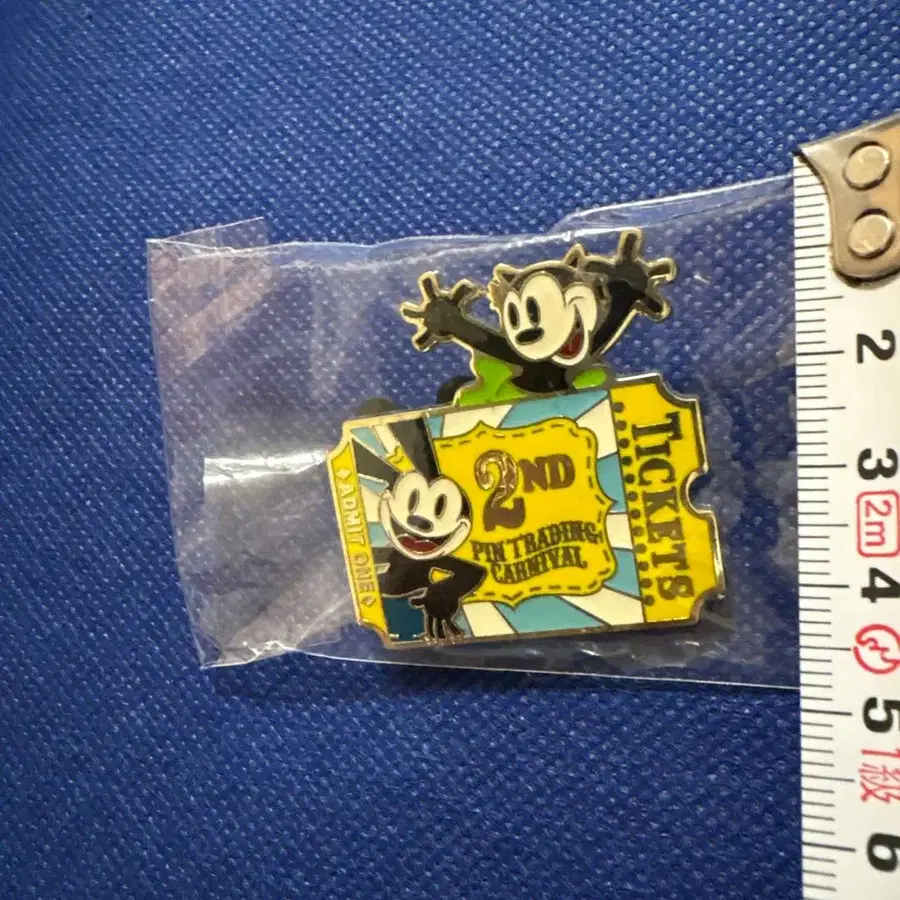 ADMIT ONE
2ND
PIN TRADING
CARNIVAL
TICKETS
2
3
2m
4
5
1級
6